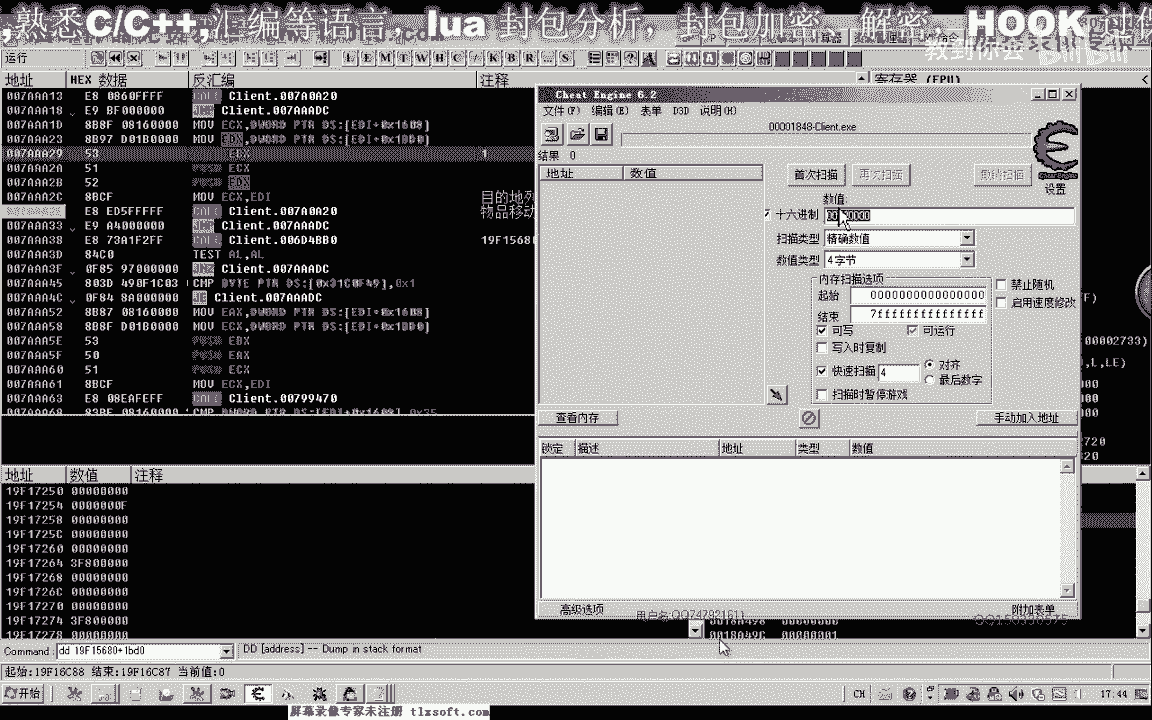 ,熟悉C/C++,汇编等语言。lua 封包分析，封包加密，解密。HOOK 过保
运行
L E M T W H C / K B R ... S
地址 HEX 数据 反汇编 注释 寄存器 (FPU)
007AAA13 E8 0860FFFF CALL Client.007A0A20
007AAA18 E9 BF000000 JMP Client.007AAADC
007AAA1D 8B8F 08160000 MOV ECX,DWORD PTR DS:[EDI+0x1608]
007AAA23 8B97 D01B0000 MOV EDX,DWORD PTR DS:[EDI+0x1BD0]
007AAA29 53 PUSH EBX 1
007AAA2A 51 PUSH ECX
007AAA2B 52 PUSH EDX
007AAA2C 8BCF MOV ECX,EDI 目的地列
E8 ED5FFFFF CALL Client.007A0A20 物品移动
007AAA33 E9 A4000000 JMP Client.007AAADC
007AAA38 E8 73A1F2FF CALL Client.006D4BB0 19F1568
007AAA3D 84C0 TEST AL,AL
007AAA3F 0F85 97000000 JNZ Client.007AAADC
007AAA45 803D 490F1C03 CMP BYTE PTR DS:[0x31C0F49],0x1
007AAA4C 0F84 8A000000 JE Client.007AAADC
007AAA52 8B87 08160000 MOV EAX,DWORD PTR DS:[EDI+0x1608]
007AAA58 8B8F D01B0000 MOV ECX,DWORD PTR DS:[EDI+0x1BD0]
007AAA5E 53 PUSH EBX
007AAA5F 50 PUSH EAX
007AAA60 51 PUSH ECX
007AAA61 8BCF MOV ECX,EDI
007AAA63 E8 08EAFEFF CALL Client.00799470
007AAA68 83BF 08160000 CMP DWORD PTR DS:[EDI+0x1608],0x35
地址 数值 注释
19F17250 00000000
19F17254 0000000F
19F17258 00000000
19F1725C 00000000
19F17260 00000000
19F17264 3F800000
19F17268 00000000
19F1726C 00000000
19F17270 00000000
19F17274 3F800000
19F17278 00000000
Cheat Engine 6.2
文件(F) 编辑(E) 表单 D3D 说明(H)
00001848-Client.exe
结果 0
地址 数值
首次扫描 再次扫描 撤销扫描
设置
数值:
十六进制
扫描类型 精确数值
数值类型 4字节
内存扫描选项
起始 0000000000000000
结束 7fffffffffffffff
可写 可运行
写入时复制
快速扫描 4 对齐
最后数字
扫描时暂停游戏
禁止随机
启用速度修改
查看内存 手动加入地址
锁定 描述 地址 类型 数值
高级选项 附加表单
用户名:QQ747921611
0018A49C 00000001
00002733)
Command: dd 19F15680+1bd0 DD [address] -- Dump in stack format
起始:19F16C88 结束:19F16C87 当前值:0
开始 CH 17:44
屏幕录像专家未注册 tlxsoft.com